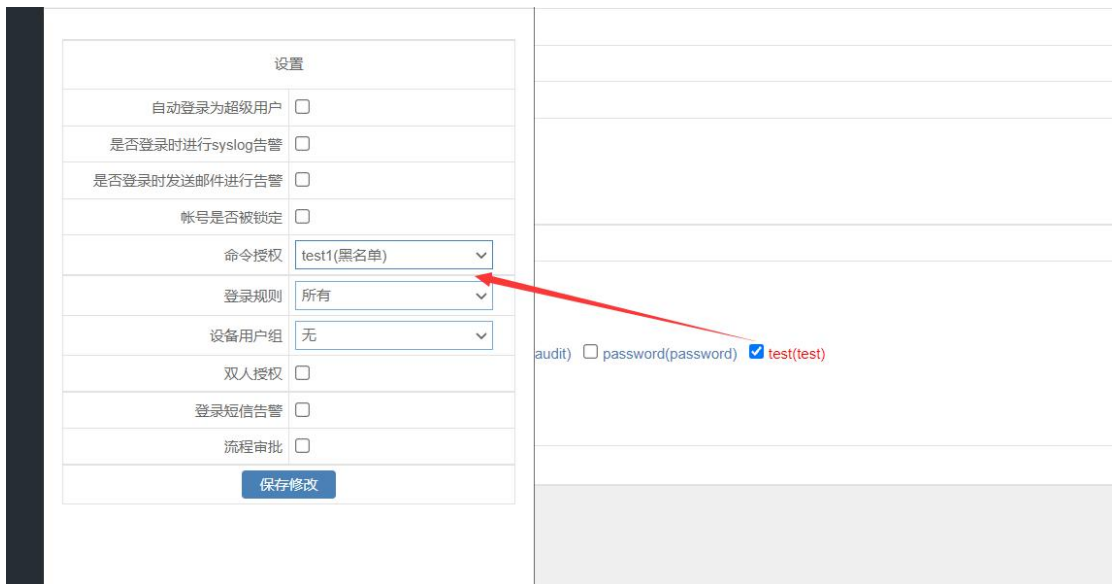 设置
自动登录为超级用户
是否登录时进行syslog告警
是否登录时发送邮件进行告警
帐号是否被锁定
命令授权 test1(黑名单)
登录规则 所有
设备用户组 无
audit) password(password) test(test)
双人授权
登录短信告警
流程审批
保存修改